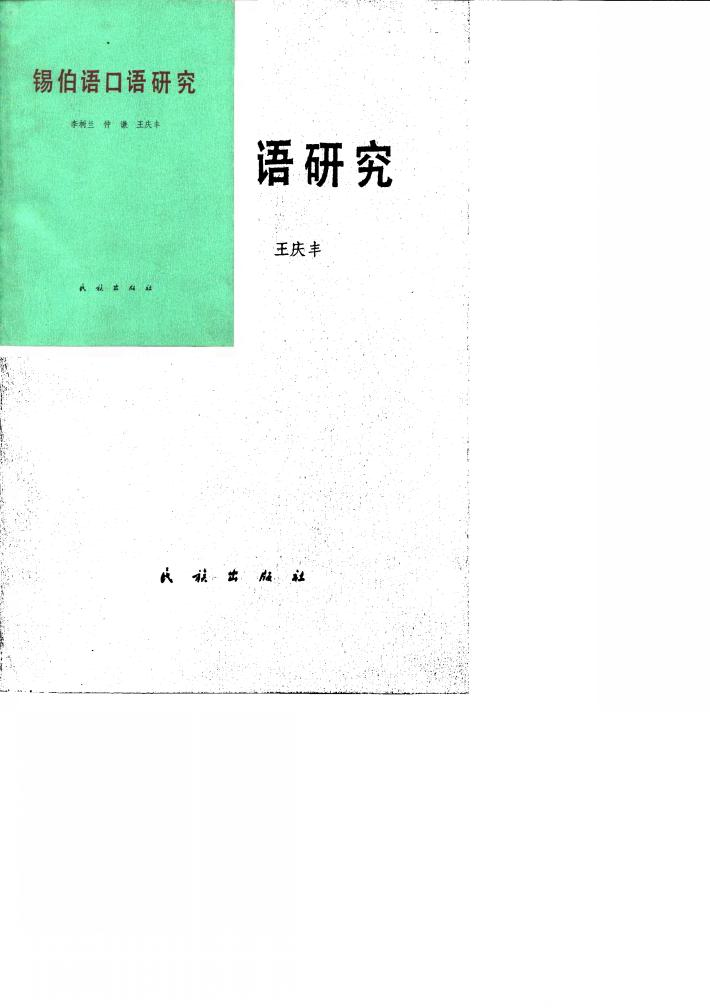 锡伯语口语研究
李树兰 仲 谦 王庆丰
民族出版社
语研究
王庆丰
民族出版社